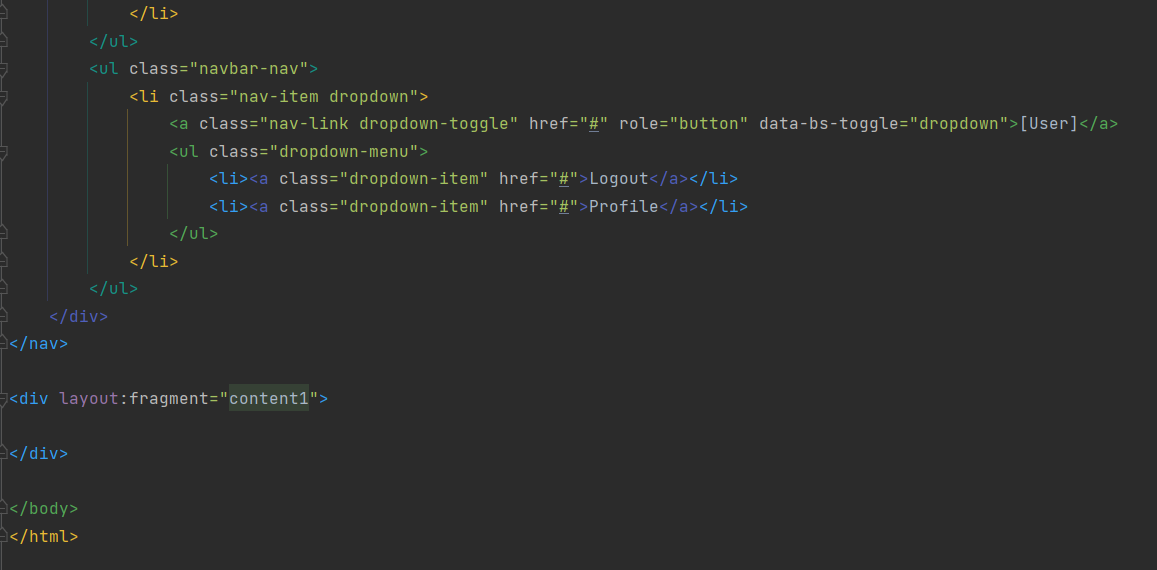 </li>
</ul>
<ul class="navbar-nav">
<li class="nav-item dropdown">
<a class="nav-link dropdown-toggle" href="#" role="button" data-bs-toggle="dropdown">[User]</a>
<ul class="dropdown-menu">
<li><a class="dropdown-item" href="#">Logout</a></li>
<li><a class="dropdown-item" href="#">Profile</a></li>
</ul>
</li>
</ul>
</div>
</nav>
<div layout:fragment="content1">
</div>
</body>
</html>